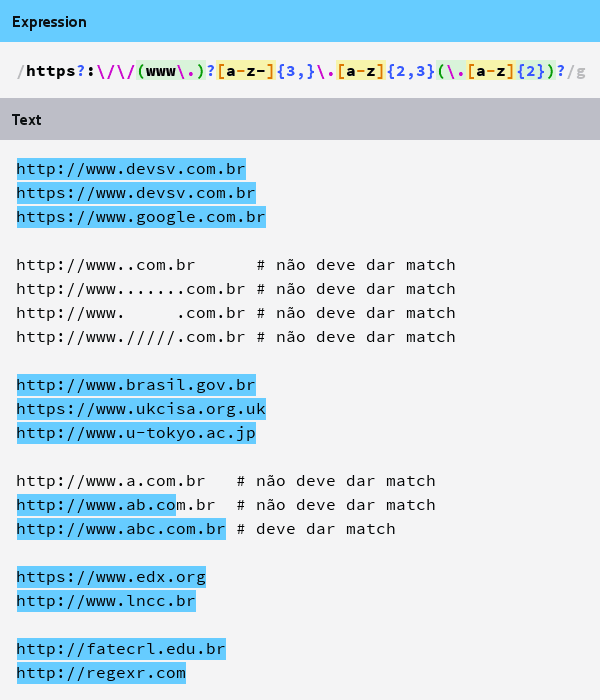 Expression
/https?:\/\/(www\.)?[a-z-]{3,}\.[a-z]{2,3}(\.[a-z]{2})?/g
Text
http://www.devsv.com.br
https://www.devsv.com.br
https://www.google.com.br
http://www..com.br      # não deve dar match
http://www.......com.br # não deve dar match
http://www.     .com.br # não deve dar match
http://www./////.com.br # não deve dar match
http://www.brasil.gov.br
https://www.ukcisa.org.uk
http://www.u-tokyo.ac.jp
http://www.a.com.br   # não deve dar match
http://www.ab.com.br  # não deve dar match
http://www.abc.com.br # deve dar match
https://www.edx.org
http://www.lncc.br
http://fatecrl.edu.br
http://regexr.com